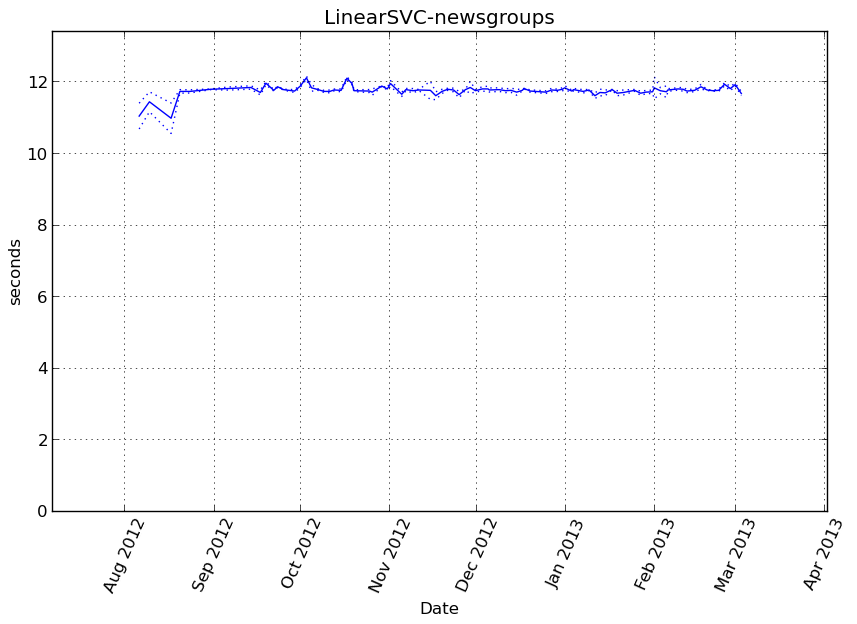 LinearSVC-newsgroups
12
10
8
6
4
2
0
seconds
Aug 2012
Sep 2012
Oct 2012
Nov 2012
Dec 2012
Jan 2013
Feb 2013
Mar 2013
Apr 2013
Date